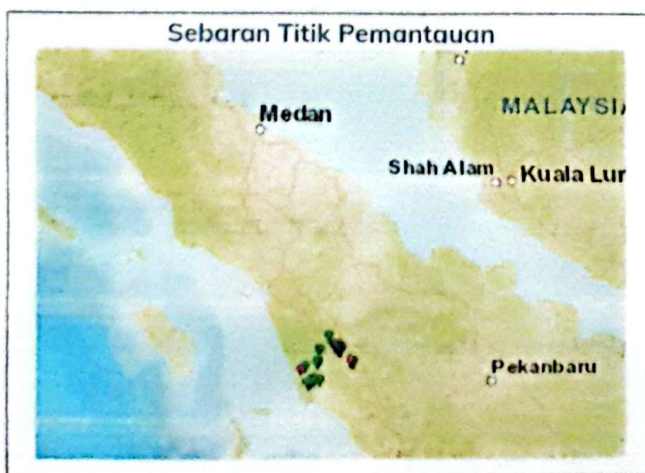 Sebaran Titik Pemantauan
Medan
MALAYSI
Shah Alam
Kuala Lur
Pekanbaru